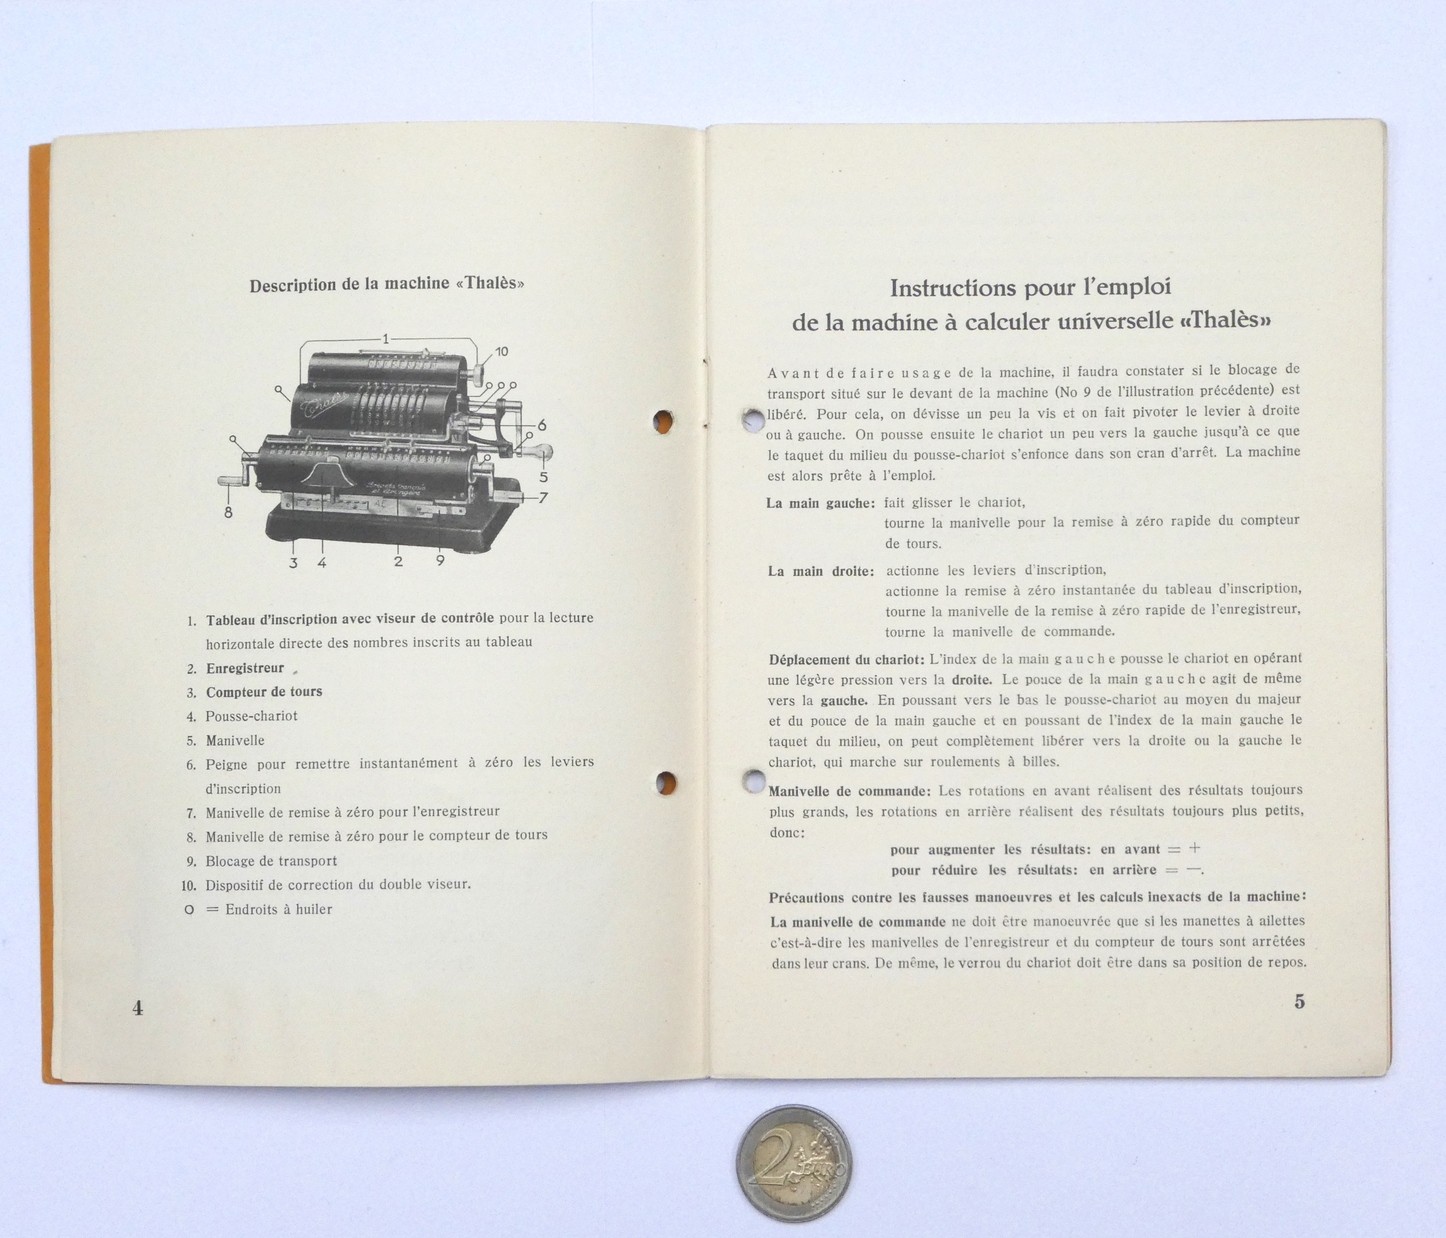 Description de la machine «Thalès»
1
10
Thalès
6
5
7
8
3 4 2 9
1. Tableau d'inscription avec viseur de contrôle pour la lecture
horizontale directe des nombres inscrits au tableau
2. Enregistreur
3. Compteur de tours
4. Pousse-chariot
5. Manivelle
6. Peigne pour remettre instantanément à zéro les leviers
d'inscription
7. Manivelle de remise à zéro pour l'enregistreur
8. Manivelle de remise à zéro pour le compteur de tours
9. Blocage de transport
10. Dispositif de correction du double viseur.
O = Endroits à huiler
4
Instructions pour l'emploi
de la machine à calculer universelle «Thalès»
Avant de faire usage de la machine, il faudra constater si le blocage de
transport situé sur le devant de la machine (No 9 de l'illustration précédente) est
libéré. Pour cela, on dévisse un peu la vis et on fait pivoter le levier à droite
ou à gauche. On pousse ensuite le chariot un peu vers la gauche jusqu'à ce que
le taquet du milieu du pousse-chariot s'enfonce dans son cran d'arrêt. La machine
est alors prête à l'emploi.
La main gauche: fait glisser le chariot,
tourne la manivelle pour la remise à zéro rapide du compteur
de tours.
La main droite: actionne les leviers d'inscription,
actionne la remise à zéro instantanée du tableau d'inscription,
tourne la manivelle de la remise à zéro rapide de l'enregistreur,
tourne la manivelle de commande.
Déplacement du chariot: L'index de la main gauche pousse le chariot en opérant
une légère pression vers la droite. Le pouce de la main gauche agit de même
vers la gauche. En poussant vers le bas le pousse-chariot au moyen du majeur
et du pouce de la main gauche et en poussant de l'index de la main gauche le
taquet du milieu, on peut complètement libérer vers la droite ou la gauche le
chariot, qui marche sur roulements à billes.
Manivelle de commande: Les rotations en avant réalisent des résultats toujours
plus grands, les rotations en arrière réalisent des résultats toujours plus petits,
donc:
pour augmenter les résultats: en avant = +
pour réduire les résultats: en arrière = —.
Précautions contre les fausses manoeuvres et les calculs inexacts de la machine:
La manivelle de commande ne doit être manoeuvrée que si les manettes à ailettes
c'est-à-dire les manivelles de l'enregistreur et du compteur de tours sont arrêtées
dans leur crans. De même, le verrou du chariot doit être dans sa position de repos.
5
2 EURO